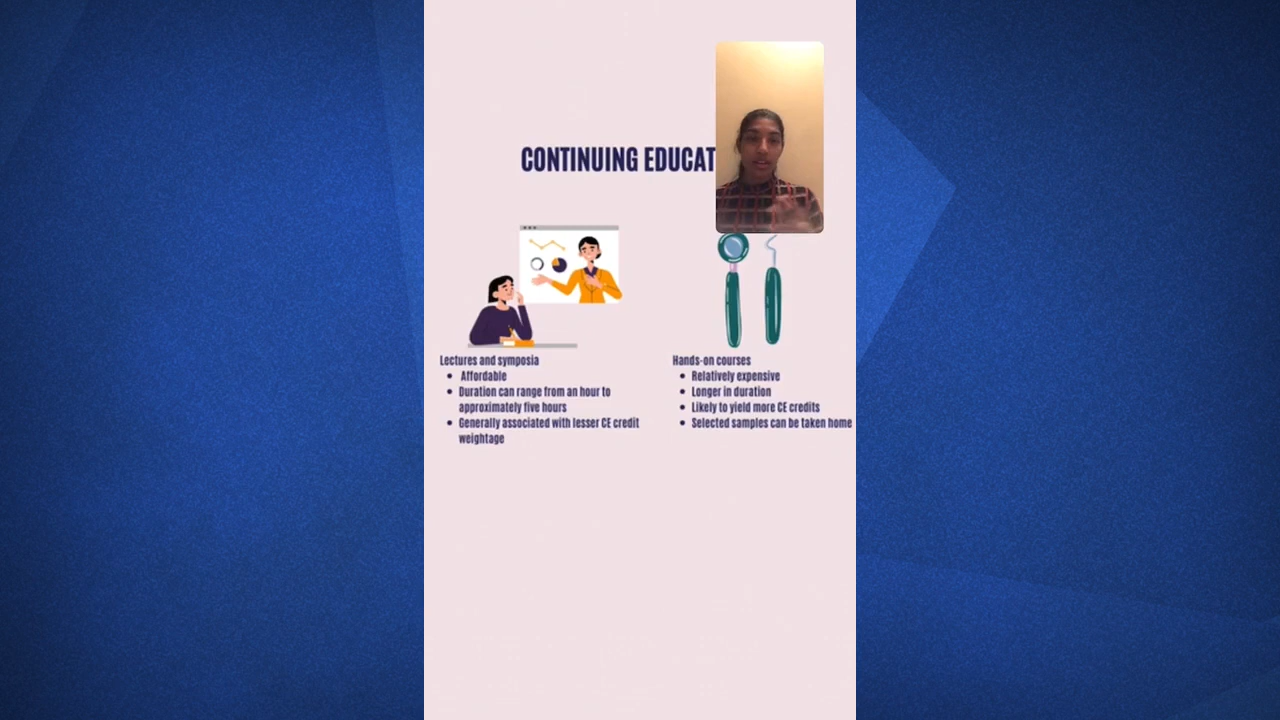 CONTINUING EDUCAT
Lectures and symposia
• Affordable
• Duration can range from an hour to
approximately five hours
• Generally associated with lesser CE credit
weightage
Hands-on courses
• Relatively expensive
• Longer in duration
• Likely to yield more CE credits
• Selected samples can be taken home